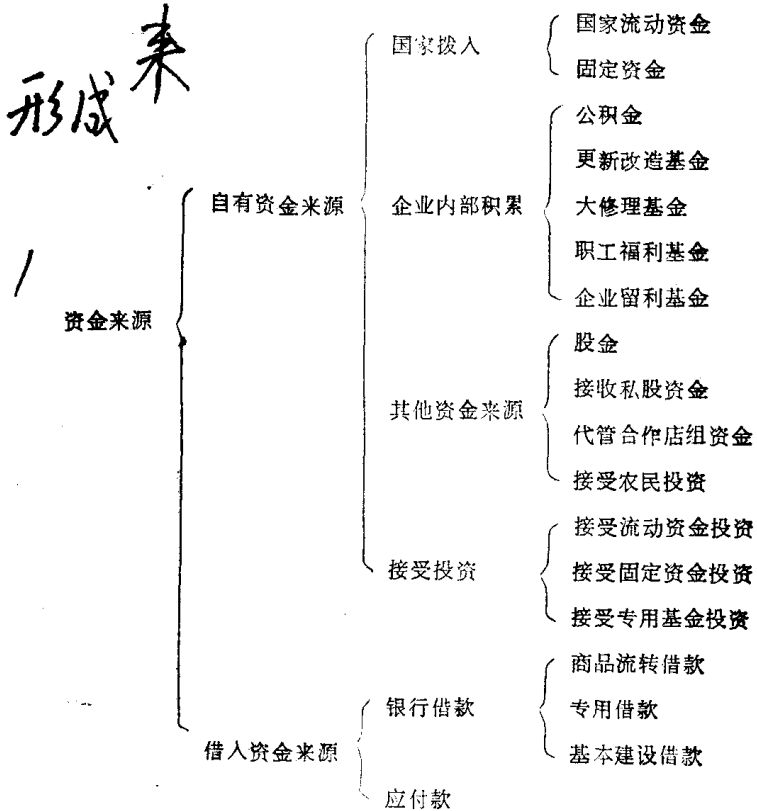 来
形成
国家拨入
国家流动资金
固定资金
自有资金来源
企业内部积累
公积金
更新改造基金
大修理基金
职工福利基金
企业留利基金
资金来源
其他资金来源
股金
接收私股资金
代管合作店组资金
接受农民投资
接受投资
接受流动资金投资
接受固定资金投资
接受专用基金投资
借入资金来源
银行借款
商品流转借款
专用借款
基本建设借款
应付款